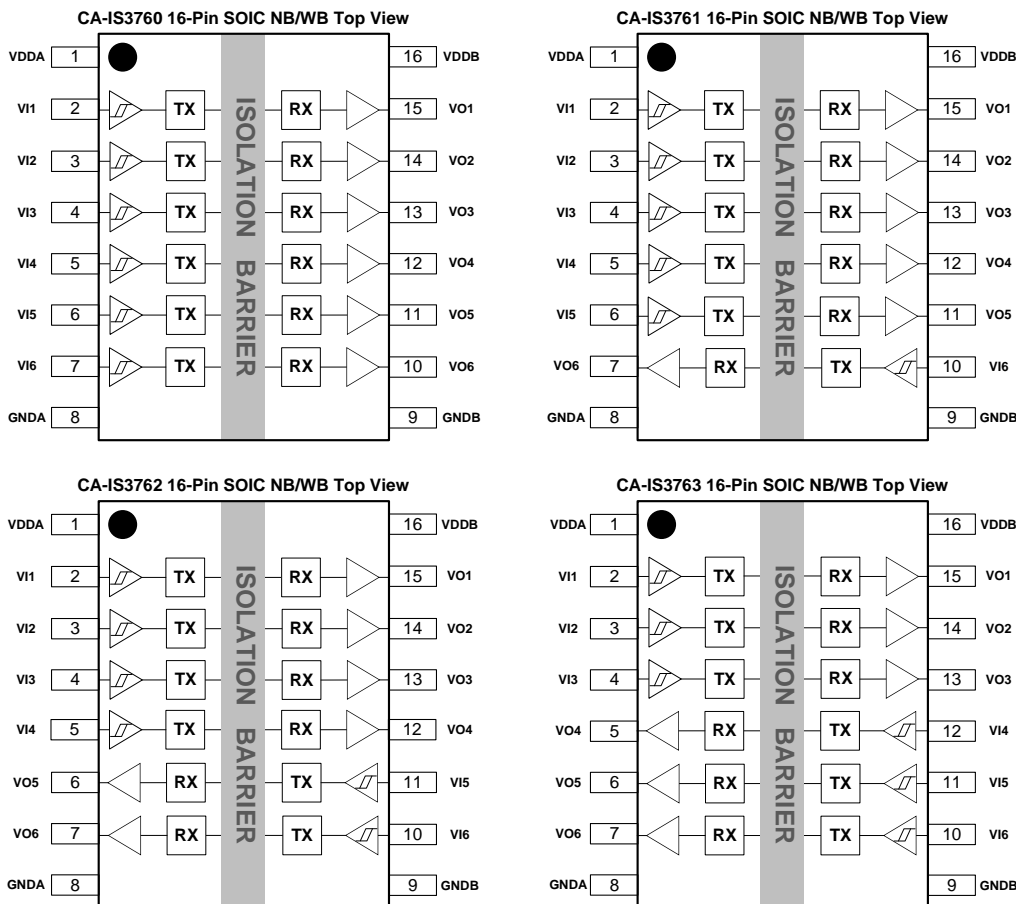 CA-IS3760 16-Pin SOIC NB/WB Top View
VDDA 1 16 VDDB
VI1 2 TX RX 15 VO1
VI2 3 TX RX 14 VO2
VI3 4 TX RX 13 VO3
VI4 5 TX RX 12 VO4
VI5 6 TX RX 11 VO5
VI6 7 TX RX 10 VO6
GNDA 8 9 GNDB
ISOLATION BARRIER
CA-IS3761 16-Pin SOIC NB/WB Top View
VDDA 1 16 VDDB
VI1 2 TX RX 15 VO1
VI2 3 TX RX 14 VO2
VI3 4 TX RX 13 VO3
VI4 5 TX RX 12 VO4
VI5 6 TX RX 11 VO5
VO6 7 RX TX 10 VI6
GNDA 8 9 GNDB
ISOLATION BARRIER
CA-IS3762 16-Pin SOIC NB/WB Top View
VDDA 1 16 VDDB
VI1 2 TX RX 15 VO1
VI2 3 TX RX 14 VO2
VI3 4 TX RX 13 VO3
VI4 5 TX RX 12 VO4
VO5 6 RX TX 11 VI5
VO6 7 RX TX 10 VI6
GNDA 8 9 GNDB
ISOLATION BARRIER
CA-IS3763 16-Pin SOIC NB/WB Top View
VDDA 1 16 VDDB
VI1 2 TX RX 15 VO1
VI2 3 TX RX 14 VO2
VI3 4 TX RX 13 VO3
VO4 5 RX TX 12 VI4
VO5 6 RX TX 11 VI5
VO6 7 RX TX 10 VI6
GNDA 8 9 GNDB
ISOLATION BARRIER